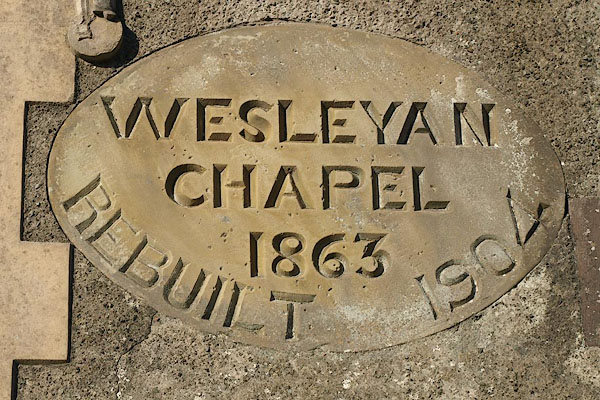 WESLEYAN
CHAPEL
1863
REBUILT 1904